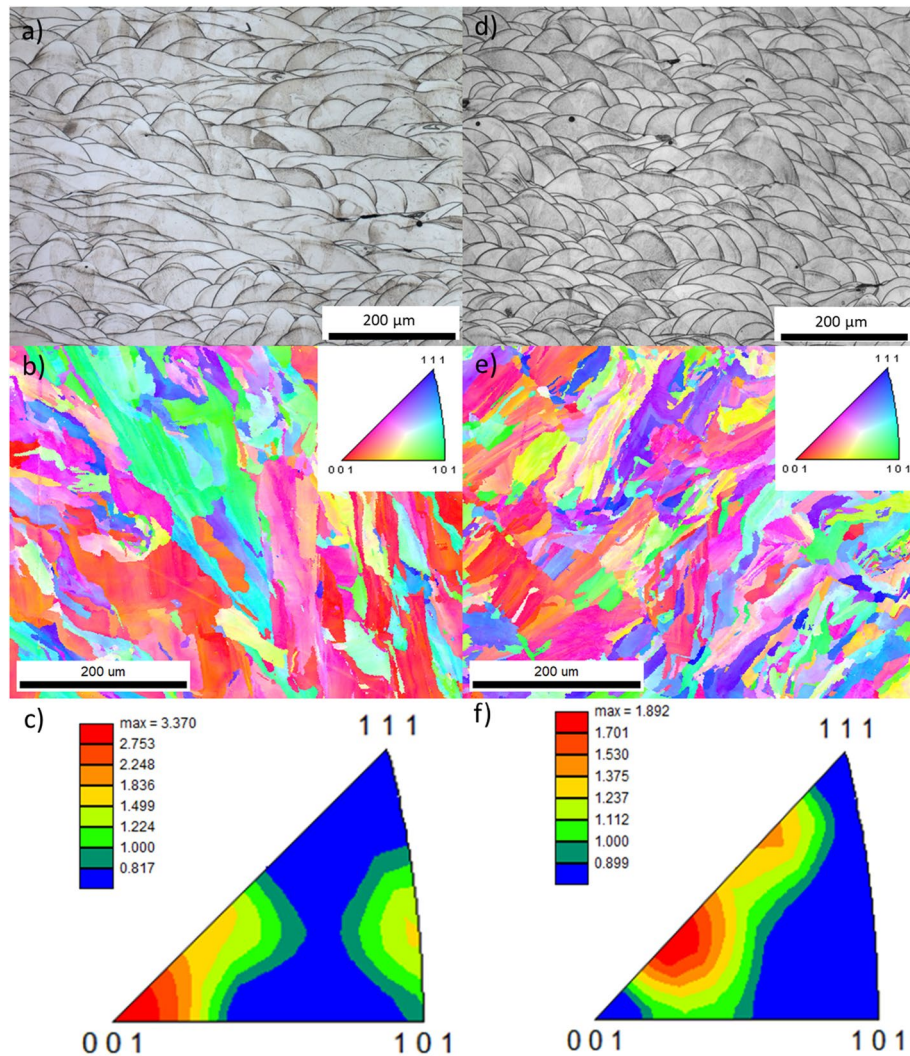 a)
200 µm
d)
200 µm
b)
1 1 1
0 0 1
1 0 1
200 um
e)
1 1 1
0 0 1
1 0 1
200 um
c)
max = 3.370
2.753
2.248
1.836
1.499
1.224
1.000
0.817
1 1 1
0 0 1
1 0 1
f)
max = 1.892
1.701
1.530
1.375
1.237
1.112
1.000
0.899
1 1 1
0 0 1
1 0 1